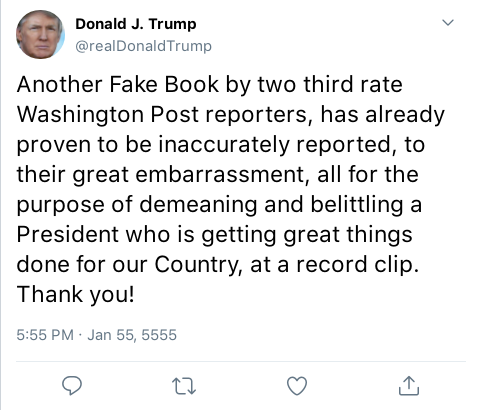 Donald J. Trump
@realDonaldTrump
Another Fake Book by two third rate
Washington Post reporters, has already
proven to be inaccurately reported, to
their great embarrassment, all for the
purpose of demeaning and belittling a
President who is getting great things
done for our Country, at a record clip.
Thank you!
5:55 PM · Jan 55, 5555